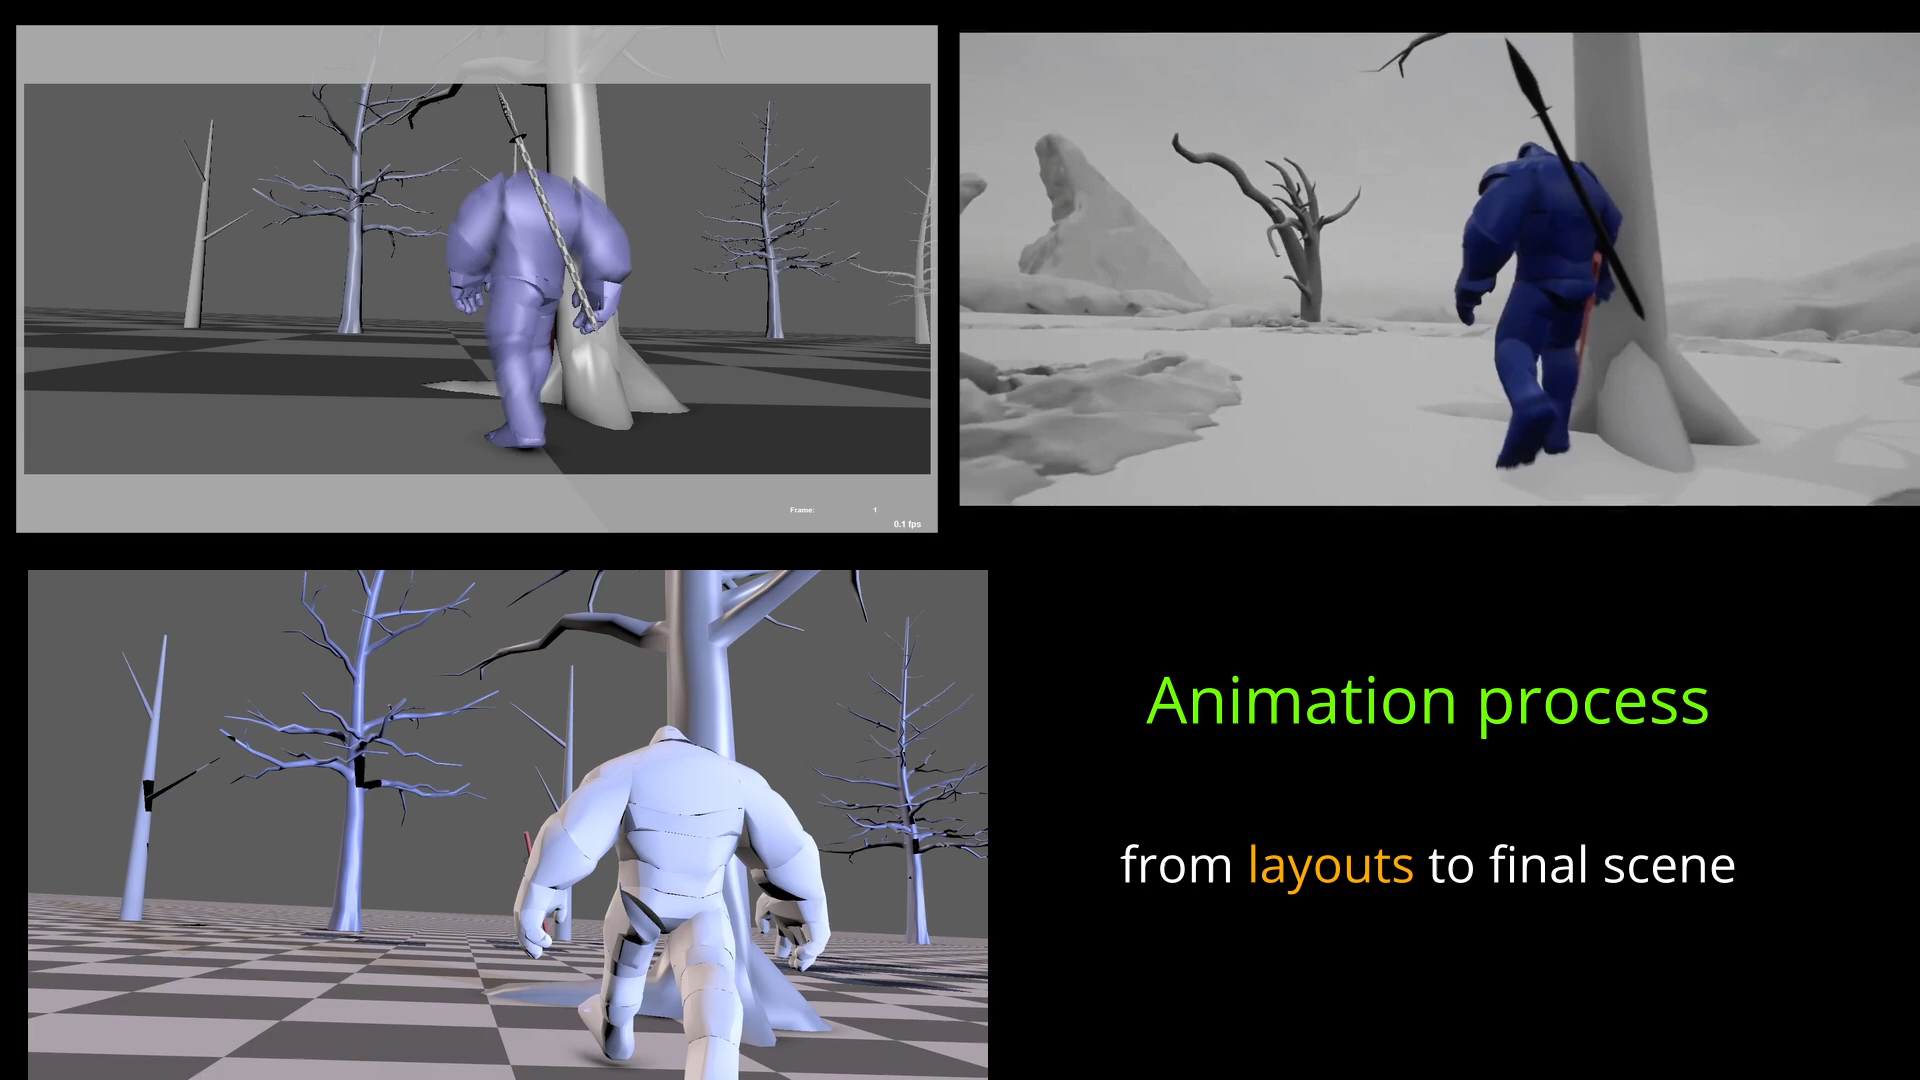 Frame: 1
0.1 fps
Animation process
from layouts to final scene